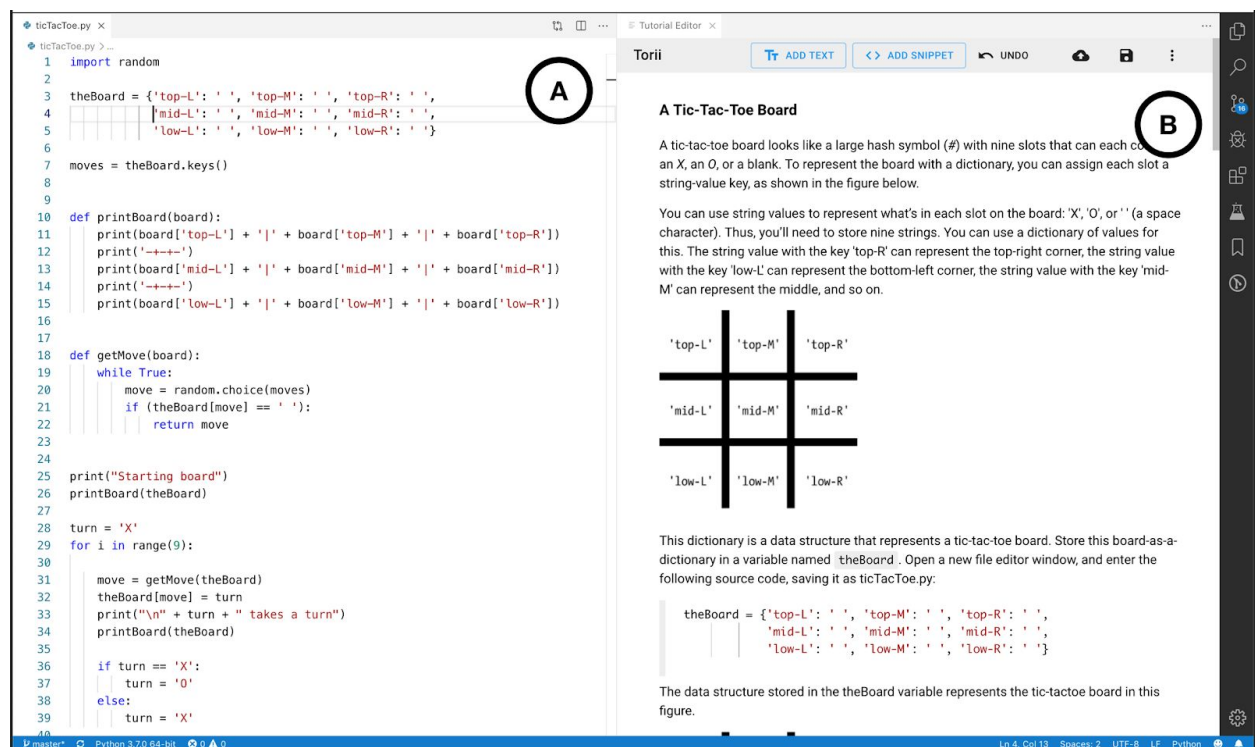 ticTacToe.py ×
ticTacToe.py > ...
1 import random
2
3 theBoard = {'top-L': ' ', 'top-M': ' ', 'top-R': ' ',
4 'mid-L': ' ', 'mid-M': ' ', 'mid-R': ' ',
5 'low-L': ' ', 'low-M': ' ', 'low-R': ' '}
6
7 moves = theBoard.keys()
8
9
10 def printBoard(board):
11 print(board['top-L'] + '|' + board['top-M'] + '|' + board['top-R'])
12 print('-+-+-')
13 print(board['mid-L'] + '|' + board['mid-M'] + '|' + board['mid-R'])
14 print('-+-+-')
15 print(board['low-L'] + '|' + board['low-M'] + '|' + board['low-R'])
16
17
18 def getMove(board):
19 while True:
20 move = random.choice(moves)
21 if (theBoard[move] == ' '):
22 return move
23
24
25 print("Starting board")
26 printBoard(theBoard)
27
28 turn = 'X'
29 for i in range(9):
30
31 move = getMove(theBoard)
32 theBoard[move] = turn
33 print("\n" + turn + " takes a turn")
34 printBoard(theBoard)
35
36 if turn == 'X':
37 turn = 'O'
38 else:
39 turn = 'X'
40
A
Tutorial Editor ×
Torii
TT ADD TEXT
<> ADD SNIPPET
UNDO
B
A Tic-Tac-Toe Board
A tic-tac-toe board looks like a large hash symbol (#) with nine slots that can each
an X, an O, or a blank. To represent the board with a dictionary, you can assign each slot a
string-value key, as shown in the figure below.
You can use string values to represent what's in each slot on the board: 'X', 'O', or ' ' (a space
character). Thus, you'll need to store nine strings. You can use a dictionary of values for
this. The string value with the key 'top-R' can represent the top-right corner, the string value
with the key 'low-L' can represent the bottom-left corner, the string value with the key 'mid-
M' can represent the middle, and so on.
'top-L' 'top-M' 'top-R'
'mid-L' 'mid-M' 'mid-R'
'low-L' 'low-M' 'low-R'
This dictionary is a data structure that represents a tic-tac-toe board. Store this board-as-a-
dictionary in a variable named theBoard . Open a new file editor window, and enter the
following source code, saving it as ticTacToe.py:
theBoard = {'top-L': ' ', 'top-M': ' ', 'top-R': ' ',
'mid-L': ' ', 'mid-M': ' ', 'mid-R': ' ',
'low-L': ' ', 'low-M': ' ', 'low-R': ' '}
The data structure stored in the theBoard variable represents the tic-tactoe board in this
figure.
16
master* Python 3.7.0 64-bit 0 0
Ln 4, Col 13 Spaces: 2 UTF-8 LF Python